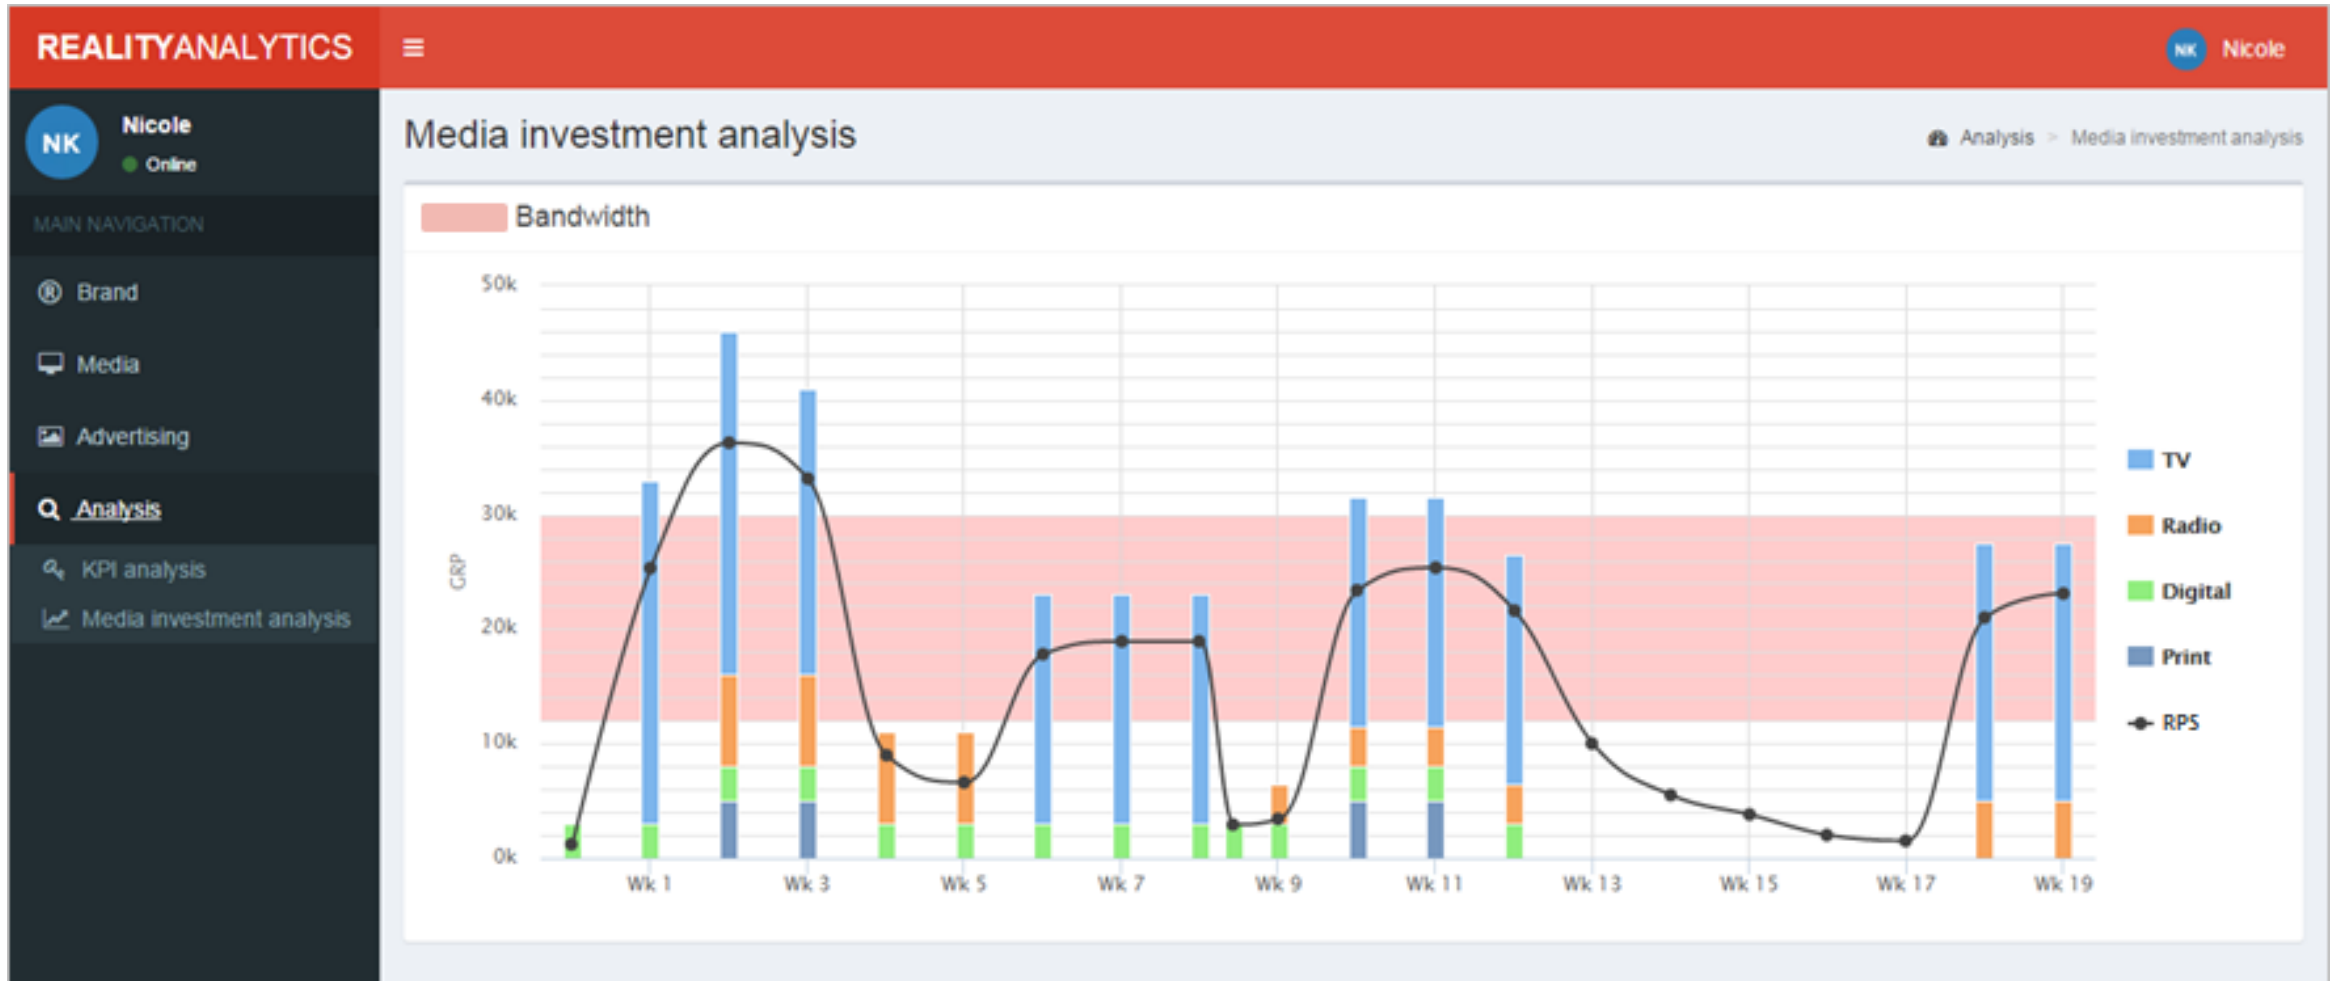 REALITYANALYTICS
NK Nicole
NK
Nicole
Online
MAIN NAVIGATION
Brand
Media
Advertising
Analysis
KPI analysis
Media investment analysis
Media investment analysis
Analysis > Media investment analysis
Bandwidth
50k
40k
30k
20k
10k
0k
GRP
Wk 1 Wk 3 Wk 5 Wk 7 Wk 9 Wk 11 Wk 13 Wk 15 Wk 17 Wk 19
TV
Radio
Digital
Print
RPS